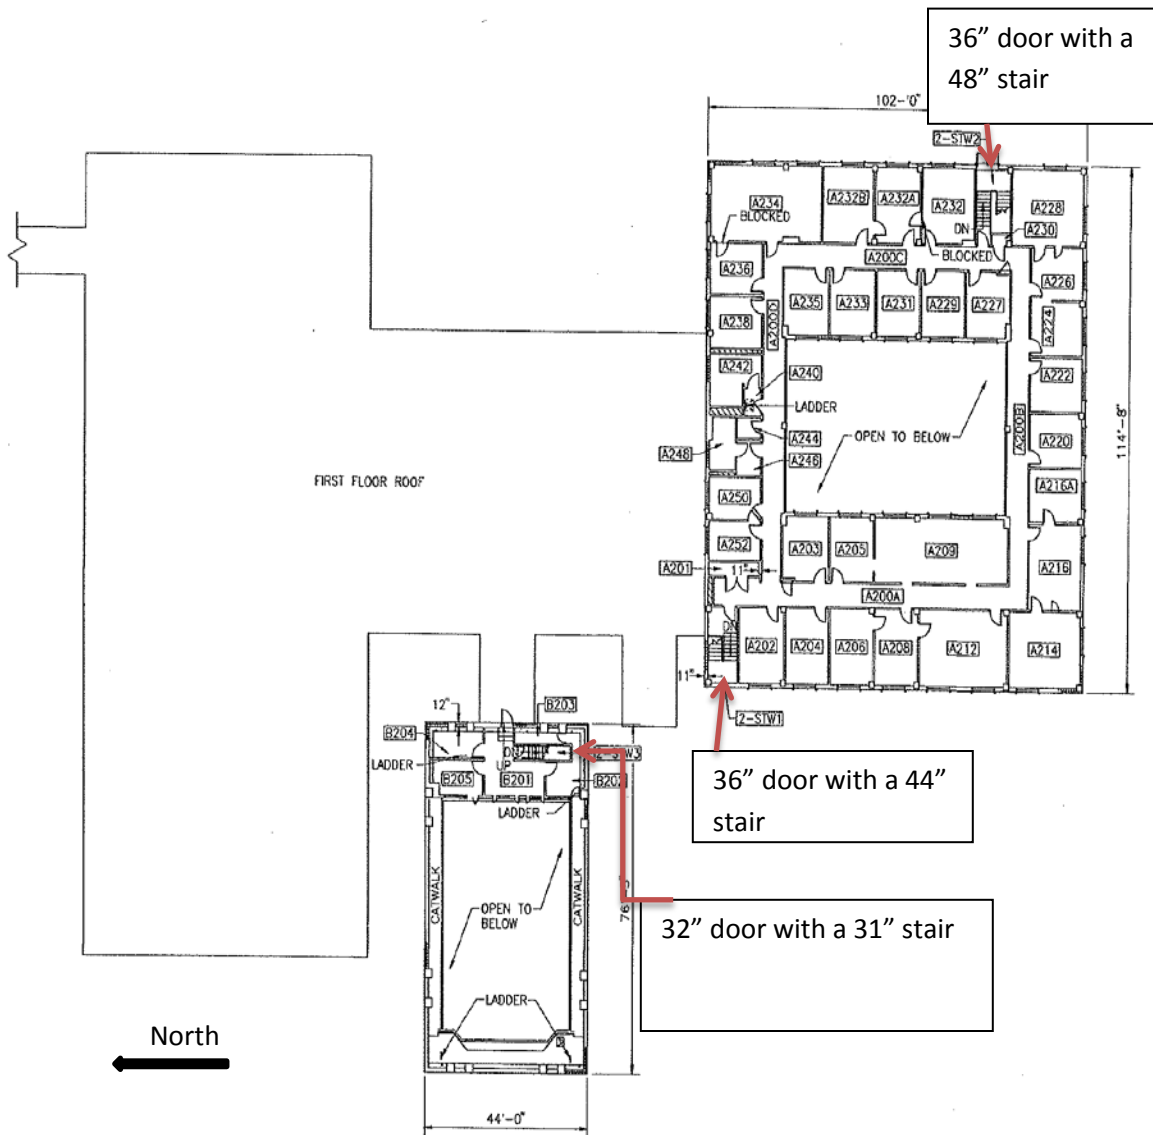 36” door with a
48” stair
102-'0"
2-STW2
A234
BLOCKED
A232B
A232A
A232
DN
A228
A230
A200C
BLOCKED
A236
A235
A233
A231
A229
A227
A226
A238
A200D
A224
A242
A240
LADDER
A222
A200B
114'-8"
A248
A244
A246
OPEN TO BELOW
A220
FIRST FLOOR ROOF
A250
A216A
A252
A203
A205
A209
A201
11"
A216
A200A
DN
A202
A204
A206
A208
A212
A214
11"
2-STW1
12"
B203
B204
DN
LADDER
UP
B205
B201
B202
LADDER
36” door with a 44”
stair
CATWALK
OPEN TO
BELOW
CATWALK
32” door with a 31” stair
LADDER
North
44'-0"